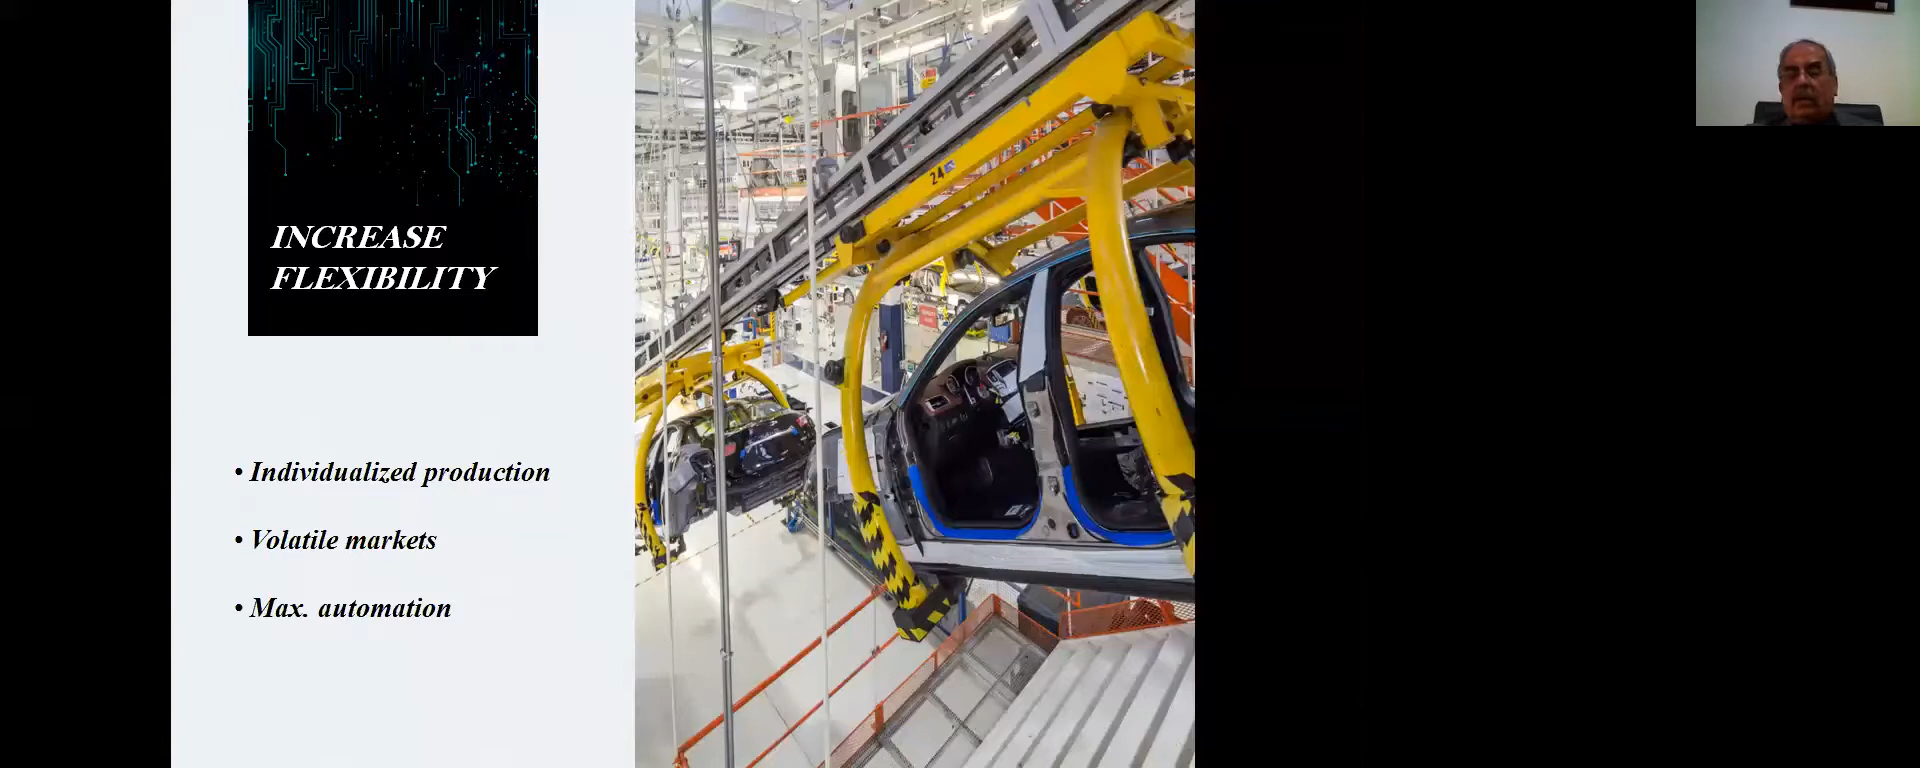 INCREASE
FLEXIBILITY
• Individualized production
• Volatile markets
• Max. automation
24